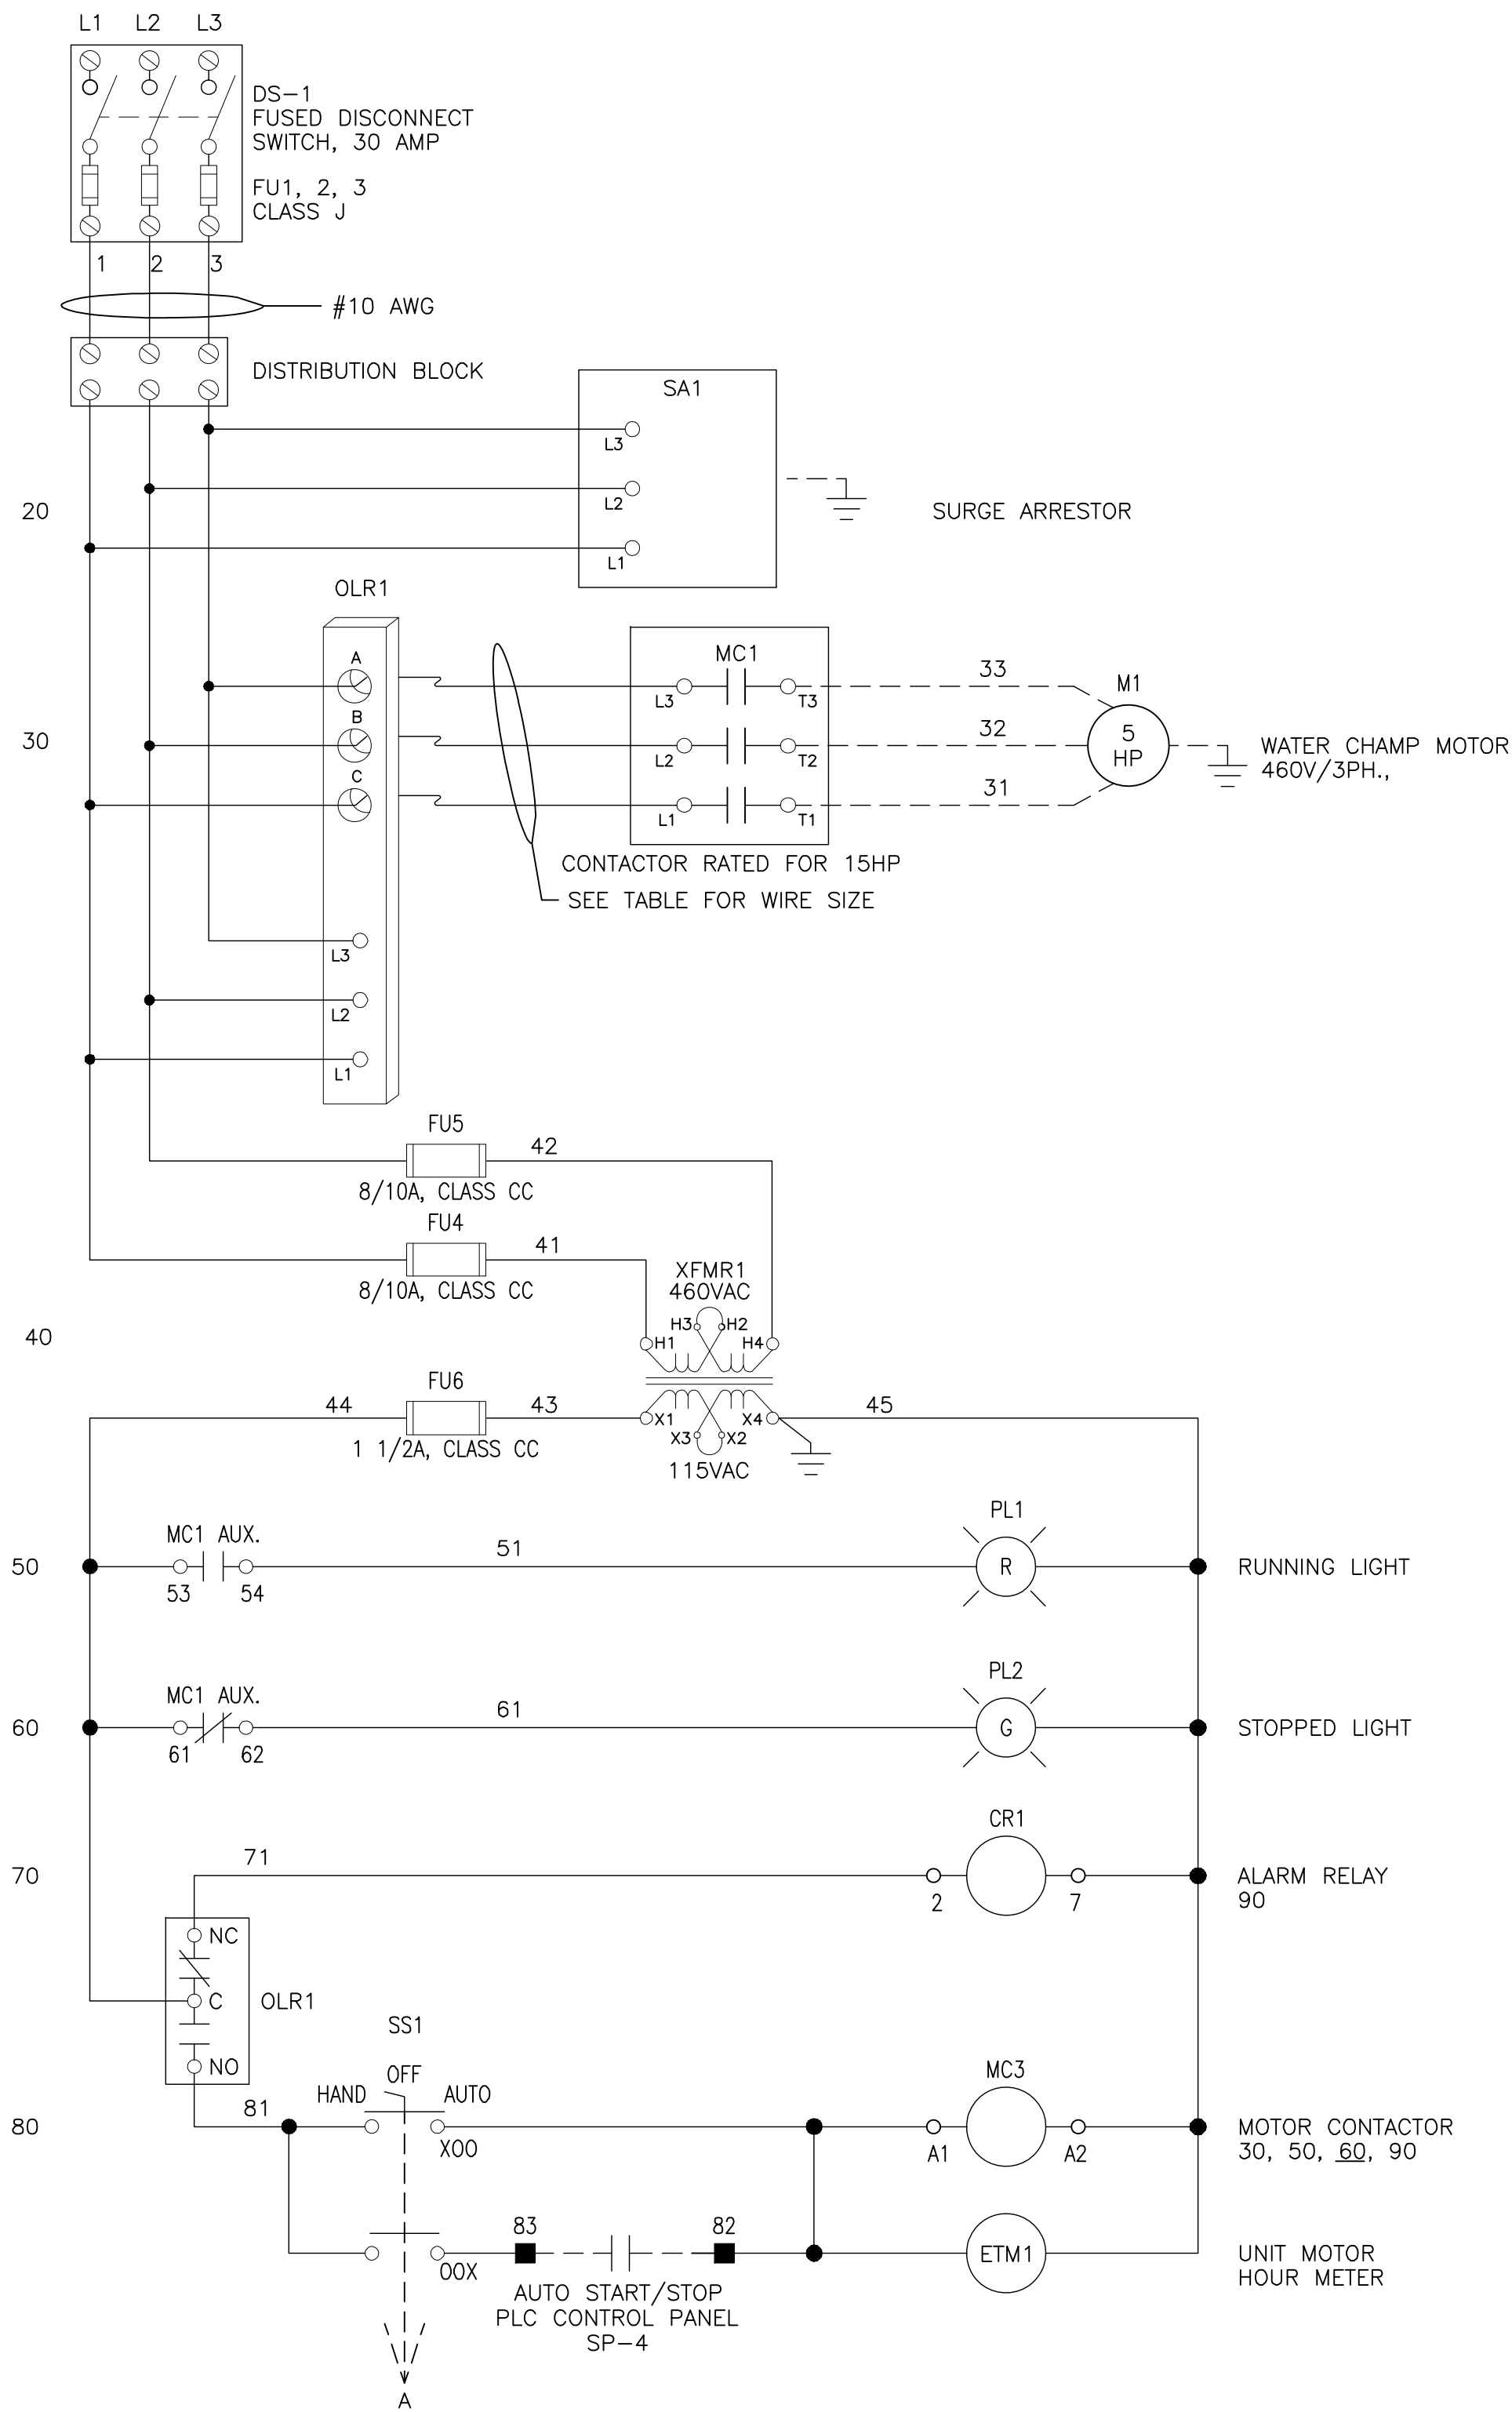 L1 L2 L3
DS-1
FUSED DISCONNECT
SWITCH, 30 AMP
FU1, 2, 3
CLASS J
1 2 3
#10 AWG
DISTRIBUTION BLOCK
SA1
L3
L2
L1
20
SURGE ARRESTOR
OLR1
A
B
C
L3
L2
L1
MC1
L3 T3
L2 T2
L1 T1
33
32
31
M1
5
HP
30
WATER CHAMP MOTOR
460V/3PH.,
CONTACTOR RATED FOR 15HP
SEE TABLE FOR WIRE SIZE
FU5
42
8/10A, CLASS CC
FU4
41
8/10A, CLASS CC
XFMR1
460VAC
H3 H2
H1 H4
40
FU6
44 43
1 1/2A, CLASS CC
X1 X4
X3 X2
115VAC
45
MC1 AUX.
50
53 54
51
PL1
R
RUNNING LIGHT
MC1 AUX.
60
61 62
61
PL2
G
STOPPED LIGHT
CR1
70
71
2 7
ALARM RELAY
90
NC
C
NO
OLR1
SS1
OFF
HAND AUTO
80
81
X00
MC3
A1 A2
MOTOR CONTACTOR
30, 50, 60, 90
00X
83 82
AUTO START/STOP
PLC CONTROL PANEL
SP-4
ETM1
UNIT MOTOR
HOUR METER
A